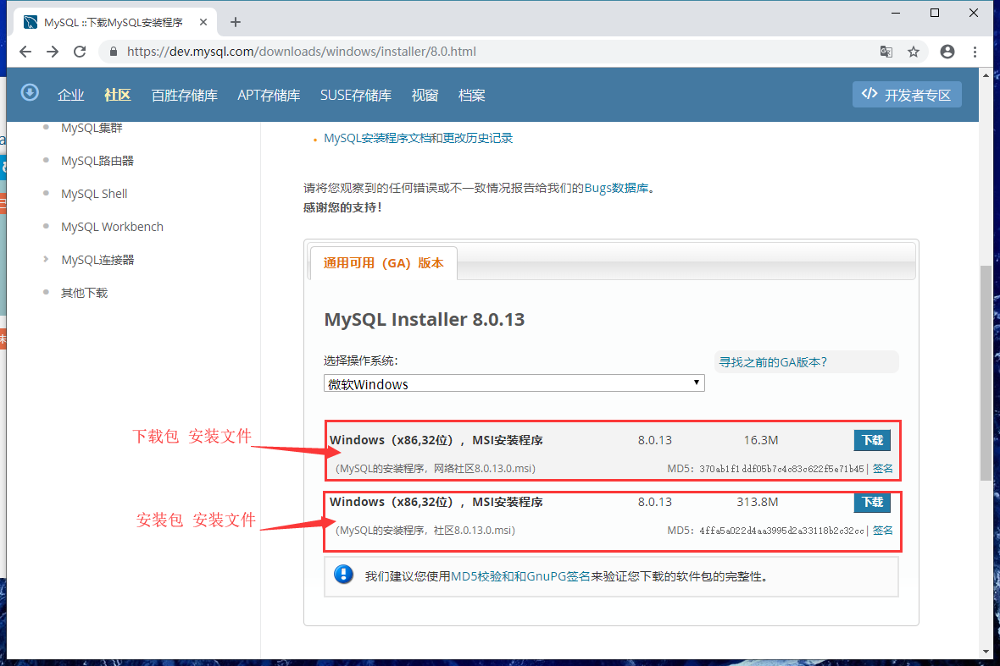 MySQL ::下载MySQL安装程序
https://dev.mysql.com/downloads/windows/installer/8.0.html
企业 社区 百胜存储库 APT存储库 SUSE存储库 视窗 档案 开发者专区
MySQL集群
MySQL路由器
MySQL Shell
MySQL Workbench
MySQL连接器
其他下载
MySQL安装程序文档和更改历史记录
请将您观察到的任何错误或不一致情况报告给我们的Bugs数据库。
感谢您的支持！
通用可用（GA）版本
MySQL Installer 8.0.13
选择操作系统：
寻找之前的GA版本？
微软Windows
下载包 安装文件
Windows（x86,32位），MSI安装程序 8.0.13 16.3M 下载
（MySQL的安装程序，网络社区8.0.13.0.msi） MD5：370ab1f1ddf05b7c4c83c622f5e71b45 | 签名
安装包 安装文件
Windows（x86,32位），MSI安装程序 8.0.13 313.8M 下载
（MySQL的安装程序，社区8.0.13.0.msi） MD5：4ffa5a022d4aa3995d2a33118b2c32cc | 签名
我们建议您使用MD5校验和和GnuPG签名来验证您下载的软件包的完整性。